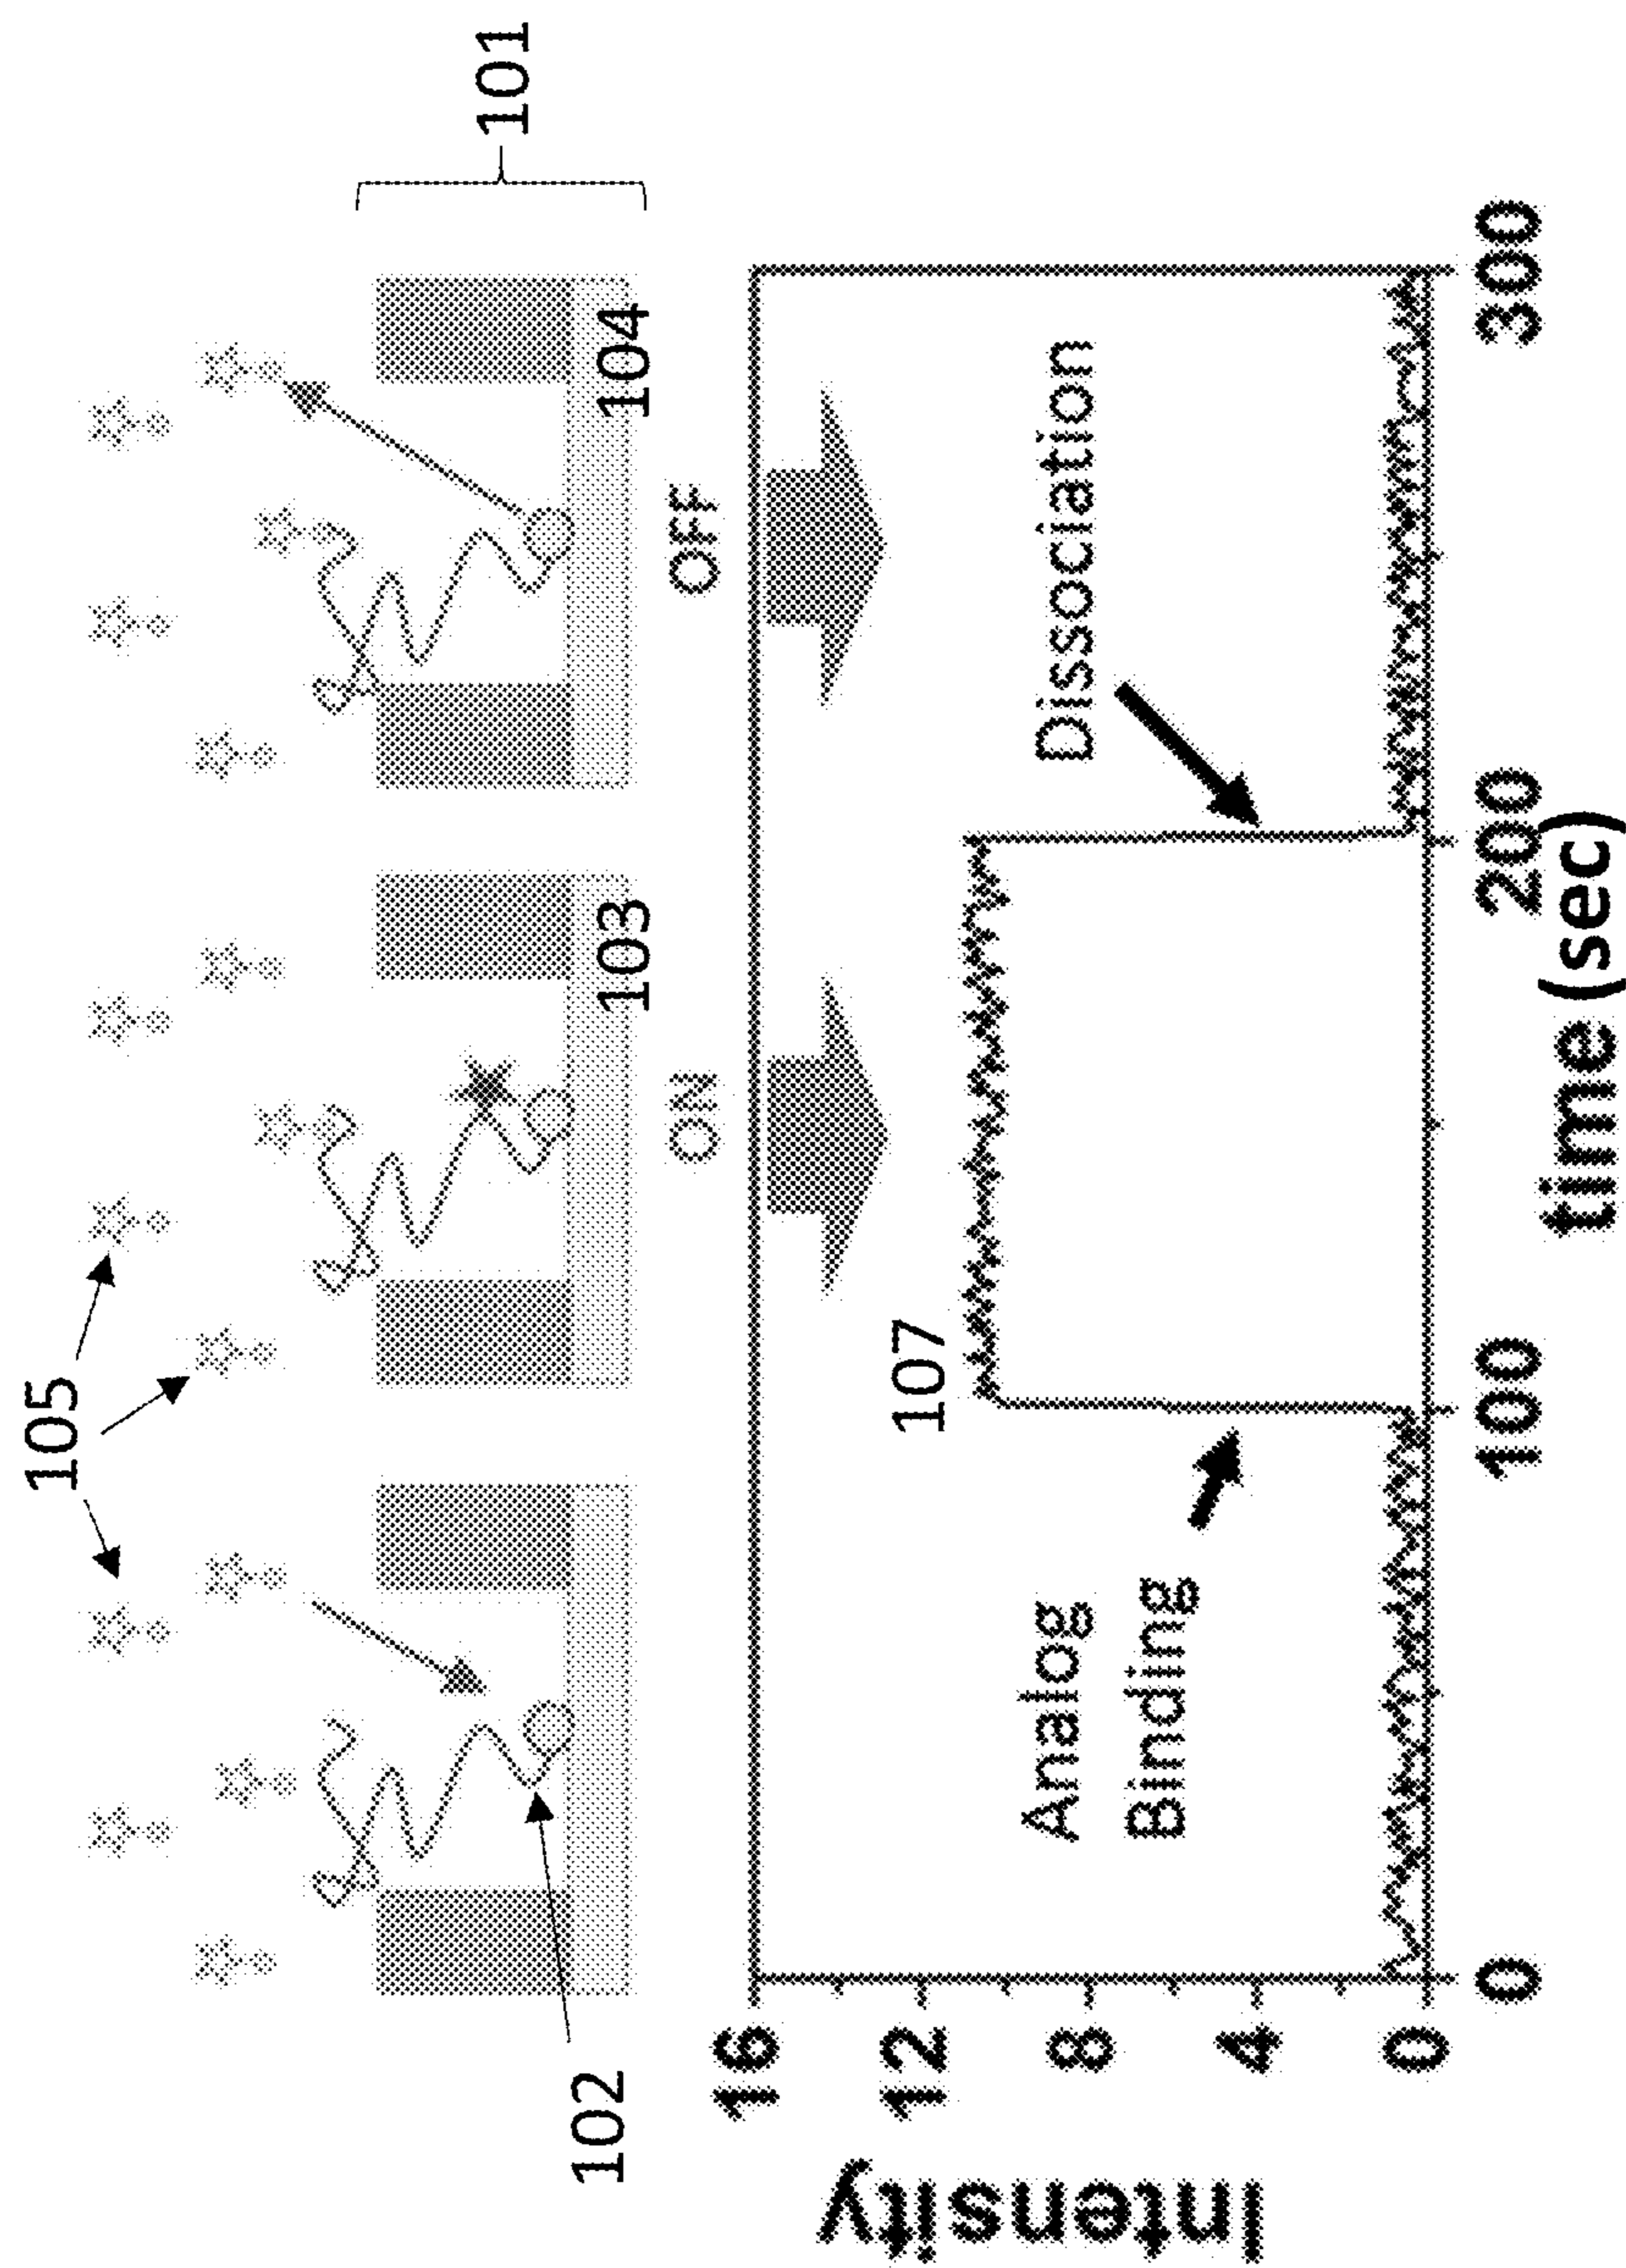 105
101
102
103
104
ON
OFF
107
Analog
Binding
Dissociation
Intensity
16
12
8
4
0
0
100
200
300
time (sec)